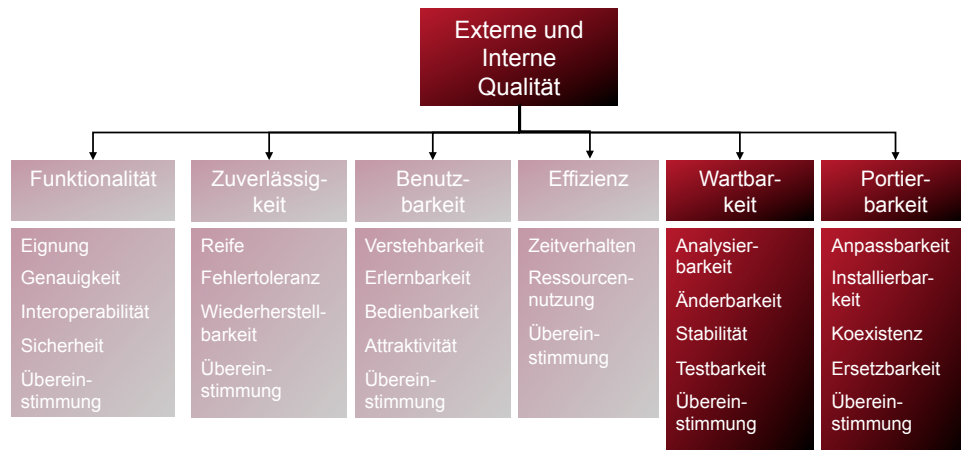 Externe und
Interne
Qualität
Funktionalität
Eignung
Genauigkeit
Interoperabilität
Sicherheit
Überein-
stimmung
Zuverlässig-
keit
Reife
Fehlertoleranz
Wiederherstell-
barkeit
Überein-
stimmung
Benutz-
barkeit
Verstehbarkeit
Erlernbarkeit
Bedienbarkeit
Attraktivität
Überein-
stimmung
Effizienz
Zeitverhalten
Ressourcen-
nutzung
Überein-
stimmung
Wartbar-
keit
Analysier-
barkeit
Änderbarkeit
Stabilität
Testbarkeit
Überein-
stimmung
Portier-
barkeit
Anpassbarkeit
Installierbar-
keit
Koexistenz
Ersetzbarkeit
Überein-
stimmung